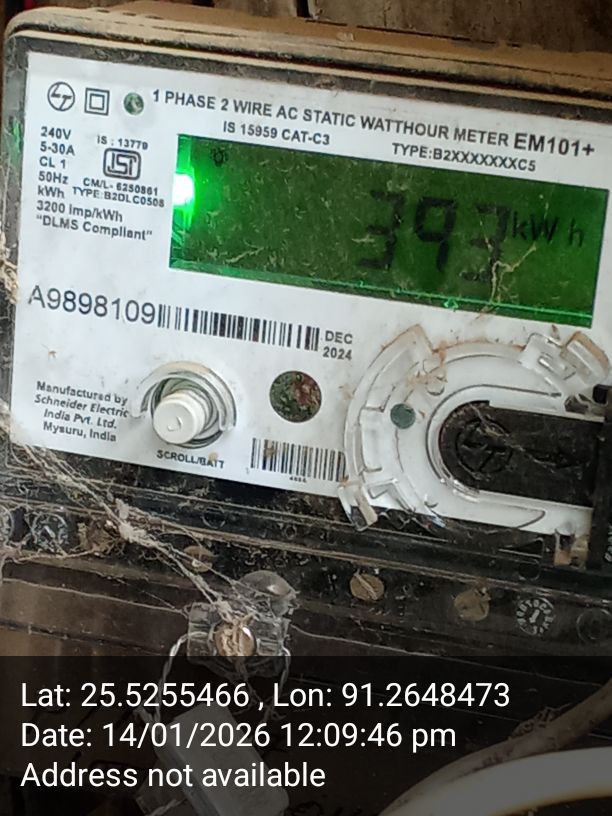 1 PHASE 2 WIRE AC STATIC WATTHOUR METER EM101+
IS 15959 CAT-C3
TYPE:B2XXXXXXXC5
240V
5-30A
CL 1
50Hz
kWh
3200 imp/kWh
"DLMS Compliant"
IS : 13779
ISI
CM/L- 6250861
TYPE:B2DLC0508
393 kWh
A9898109
DEC
2024
Manufactured by
Schneider Electric
India Pvt. Ltd.
Mysuru, India
SCROLL/BATT
LT
Lat: 25.5255466 , Lon: 91.2648473
Date: 14/01/2026 12:09:46 pm
Address not available